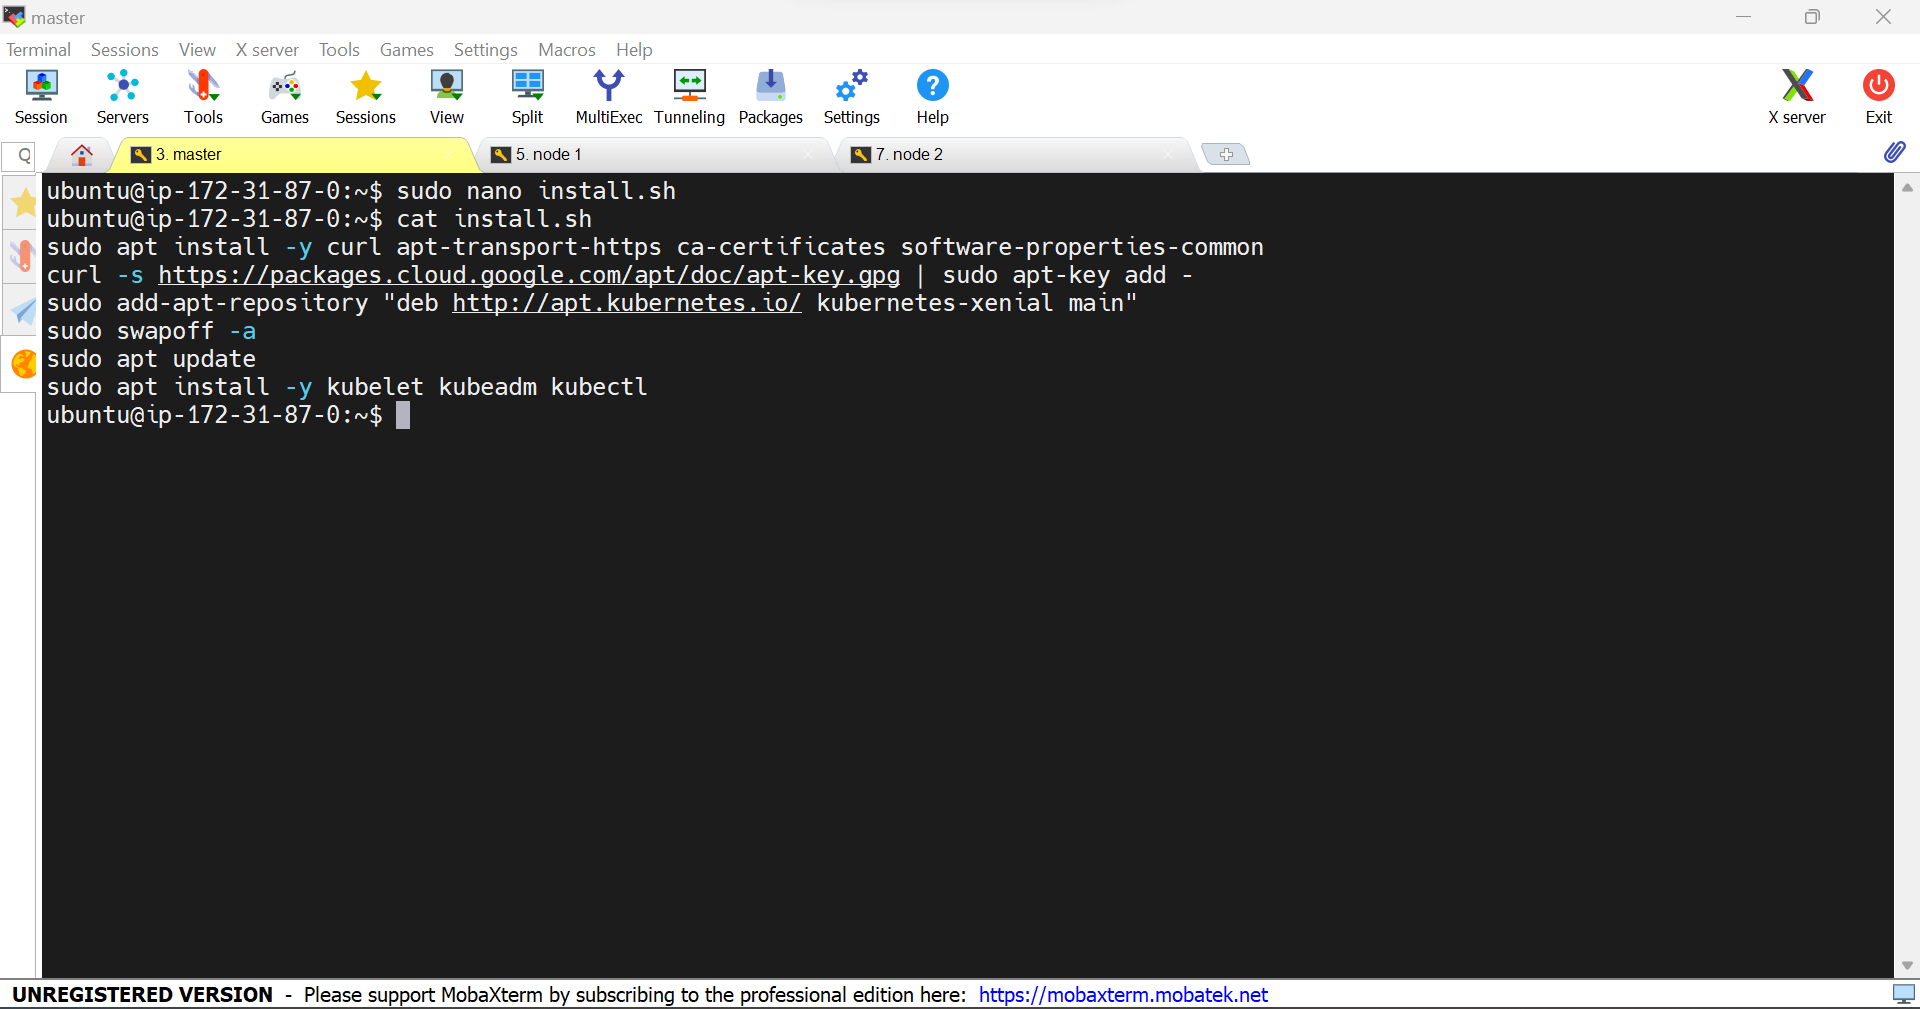 master
Terminal Sessions View X server Tools Games Settings Macros Help
Session Servers Tools Games Sessions View Split MultiExec Tunneling Packages Settings Help X server Exit
3. master 5. node 1 7. node 2
ubuntu@ip-172-31-87-0:~$ sudo nano install.sh
ubuntu@ip-172-31-87-0:~$ cat install.sh
sudo apt install -y curl apt-transport-https ca-certificates software-properties-common
curl -s https://packages.cloud.google.com/apt/doc/apt-key.gpg | sudo apt-key add -
sudo add-apt-repository "deb http://apt.kubernetes.io/ kubernetes-xenial main"
sudo swapoff -a
sudo apt update
sudo apt install -y kubelet kubeadm kubectl
ubuntu@ip-172-31-87-0:~$
UNREGISTERED VERSION - Please support MobaXterm by subscribing to the professional edition here: https://mobaxterm.mobatek.net